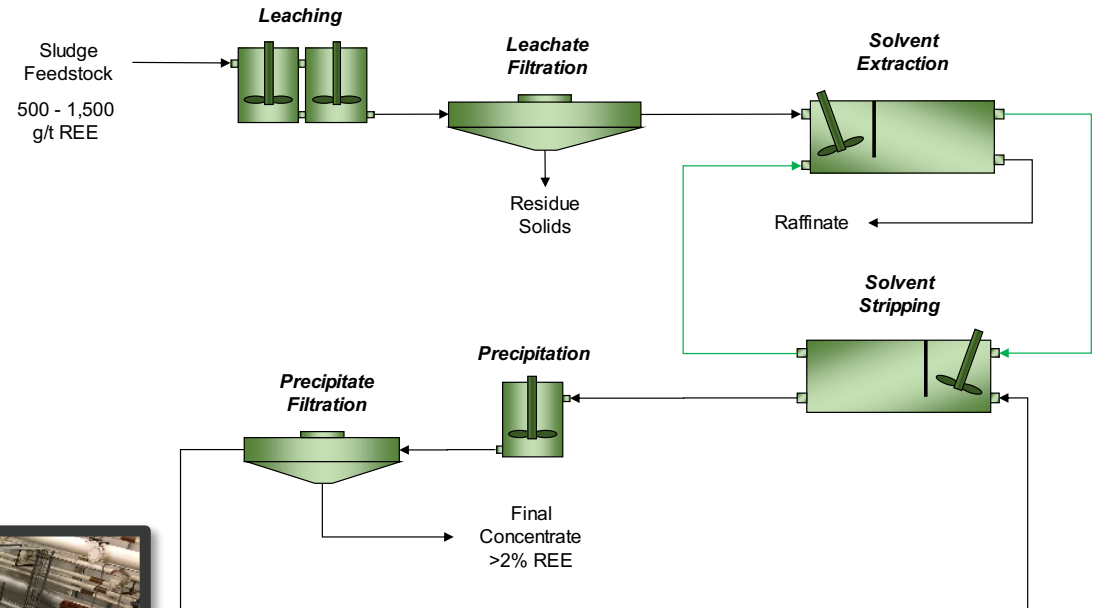 Leaching
Sludge
Feedstock
500 - 1,500
g/t REE
Leachate
Filtration
Solvent
Extraction
Residue
Solids
Raffinate
Solvent
Stripping
Precipitation
Precipitate
Filtration
Final
Concentrate
>2% REE